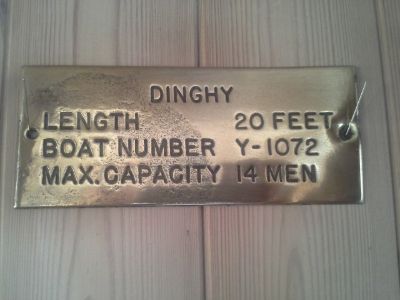 DINGHY
LENGTH 20 FEET
BOAT NUMBER Y-1072
MAX. CAPACITY 14 MEN